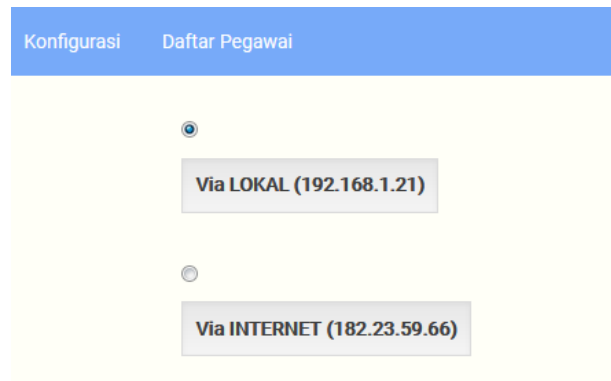 Konfigurasi Daftar Pegawai
Via LOKAL (192.168.1.21)
Via INTERNET (182.23.59.66)